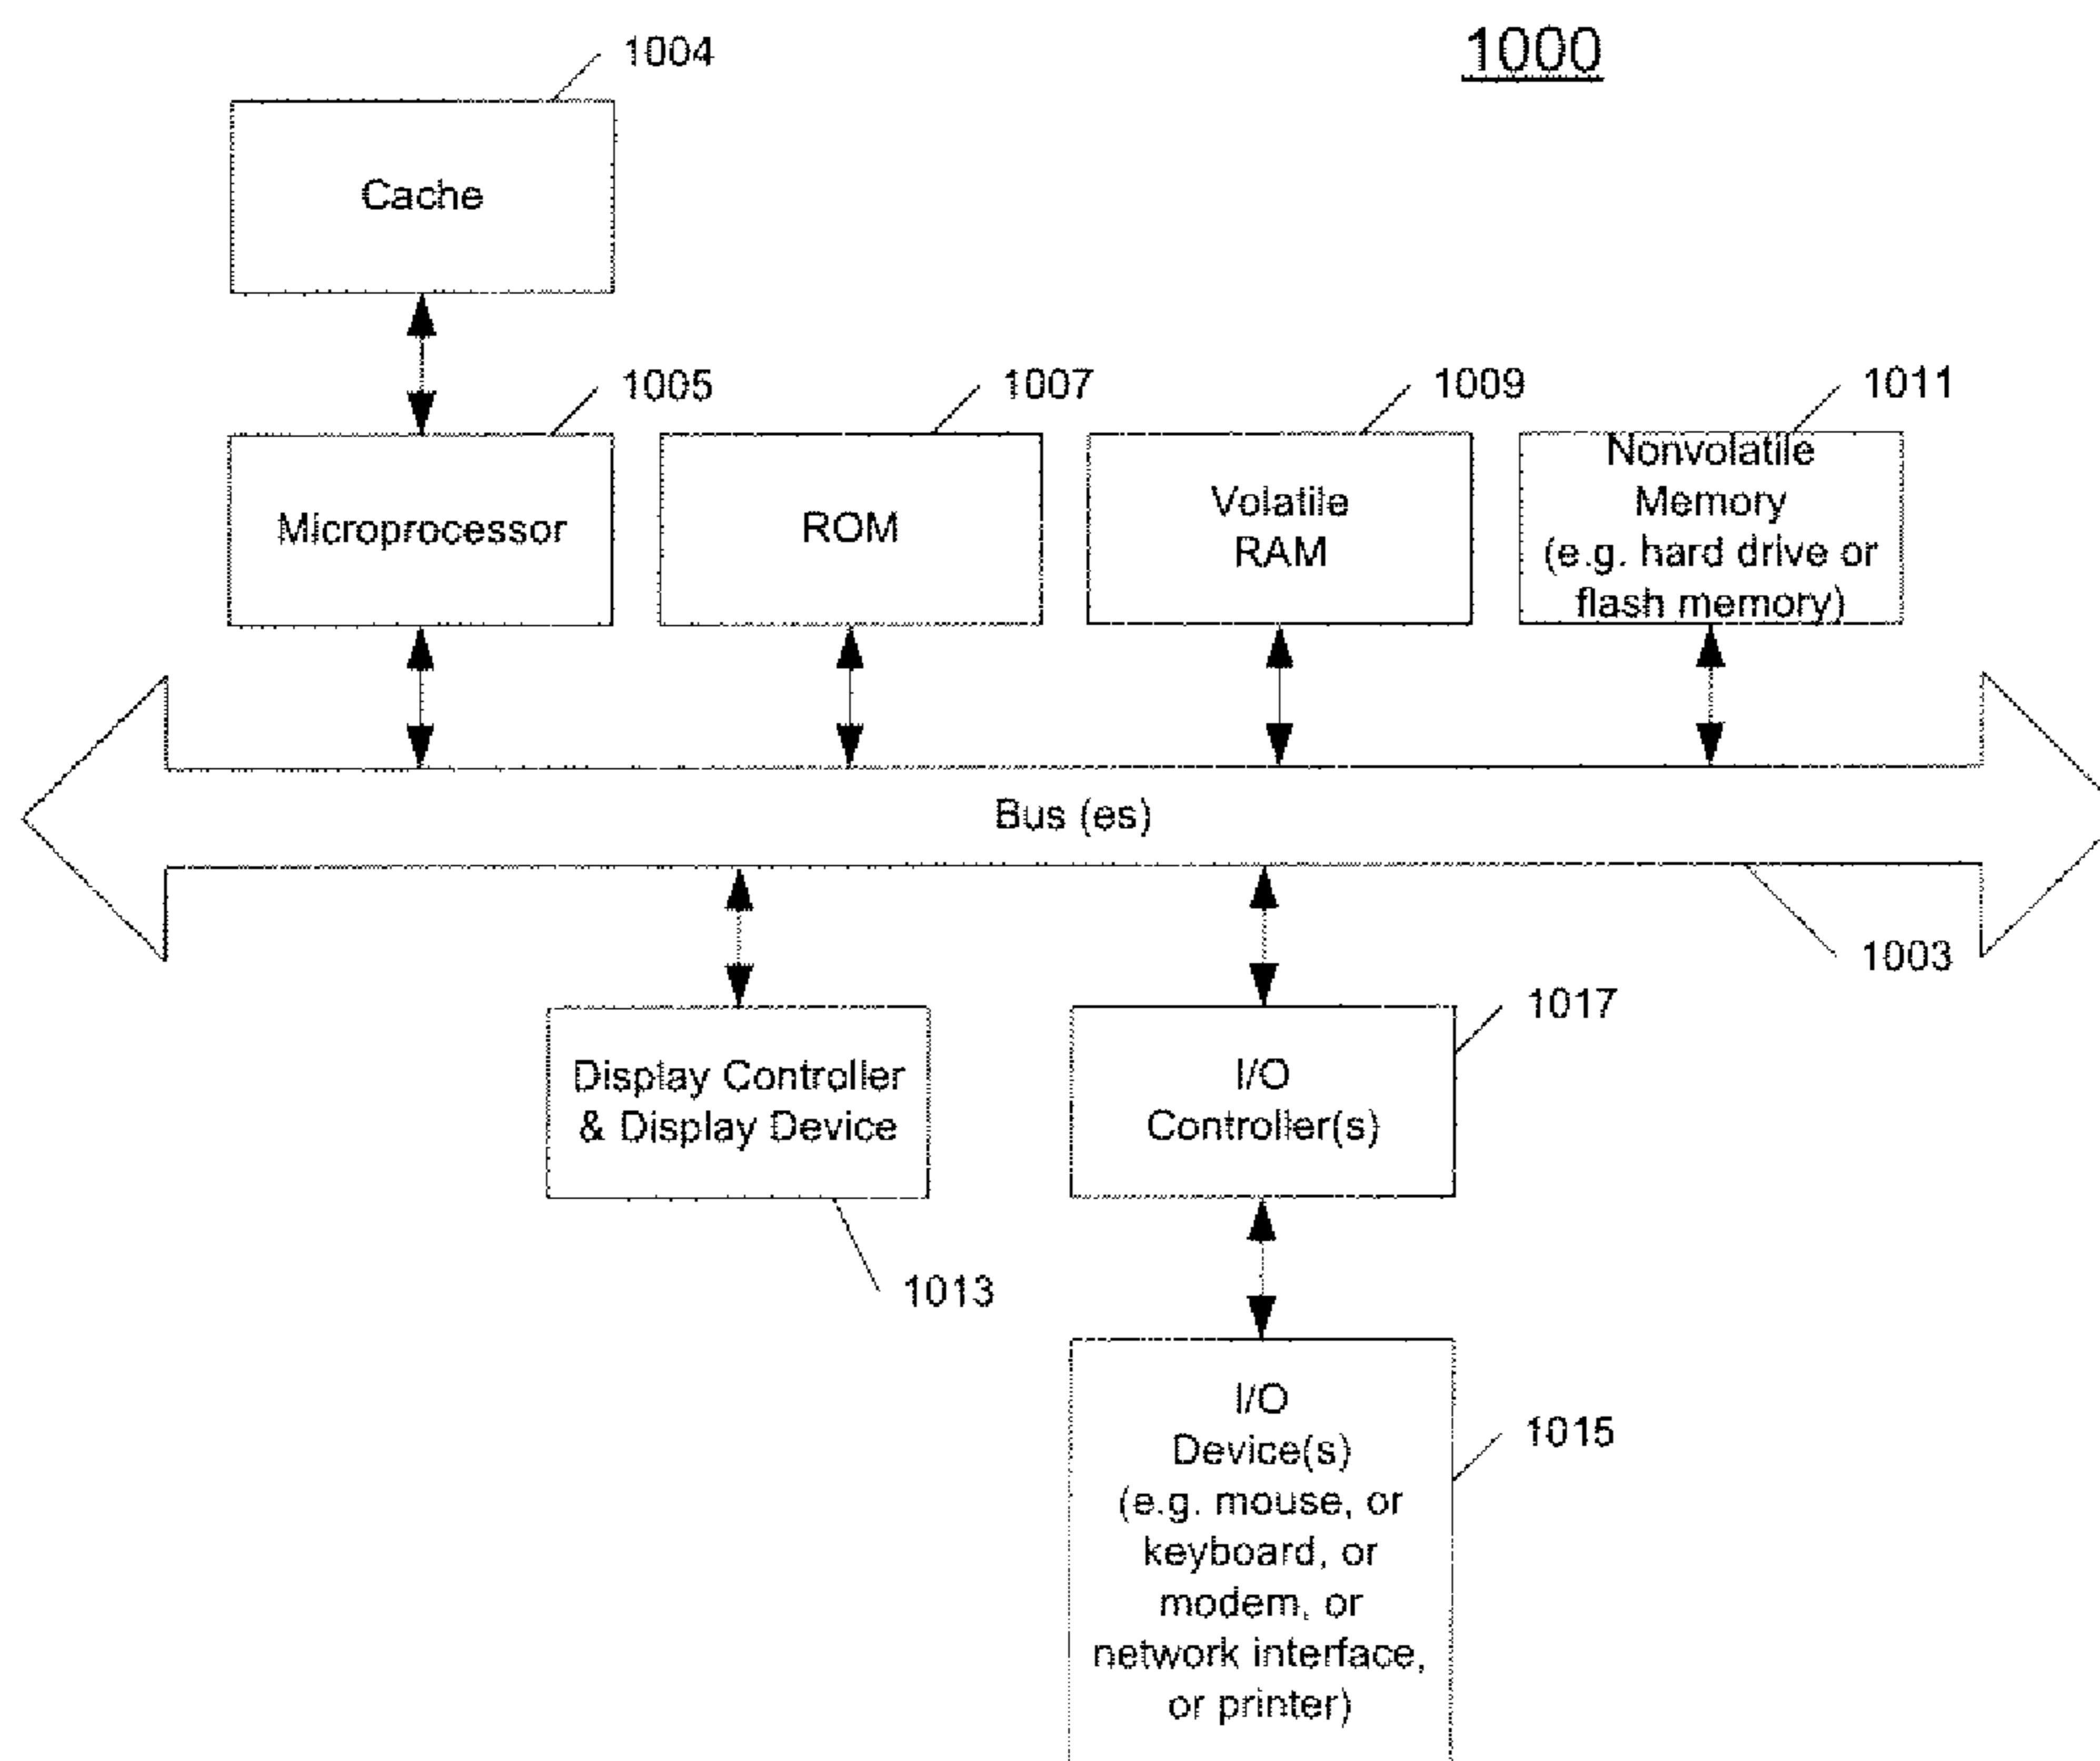 1000
1004
Cache
1005
1007
1009
1011
Microprocessor
ROM
Volatile
RAM
Nonvolatile
Memory
(e.g. hard drive or
flash memory)
Bus (es)
1003
1017
Display Controller
& Display Device
I/O
Controller(s)
1013
I/O
Device(s)
(e.g. mouse, or
keyboard, or
modem, or
network interface,
or printer)
1015